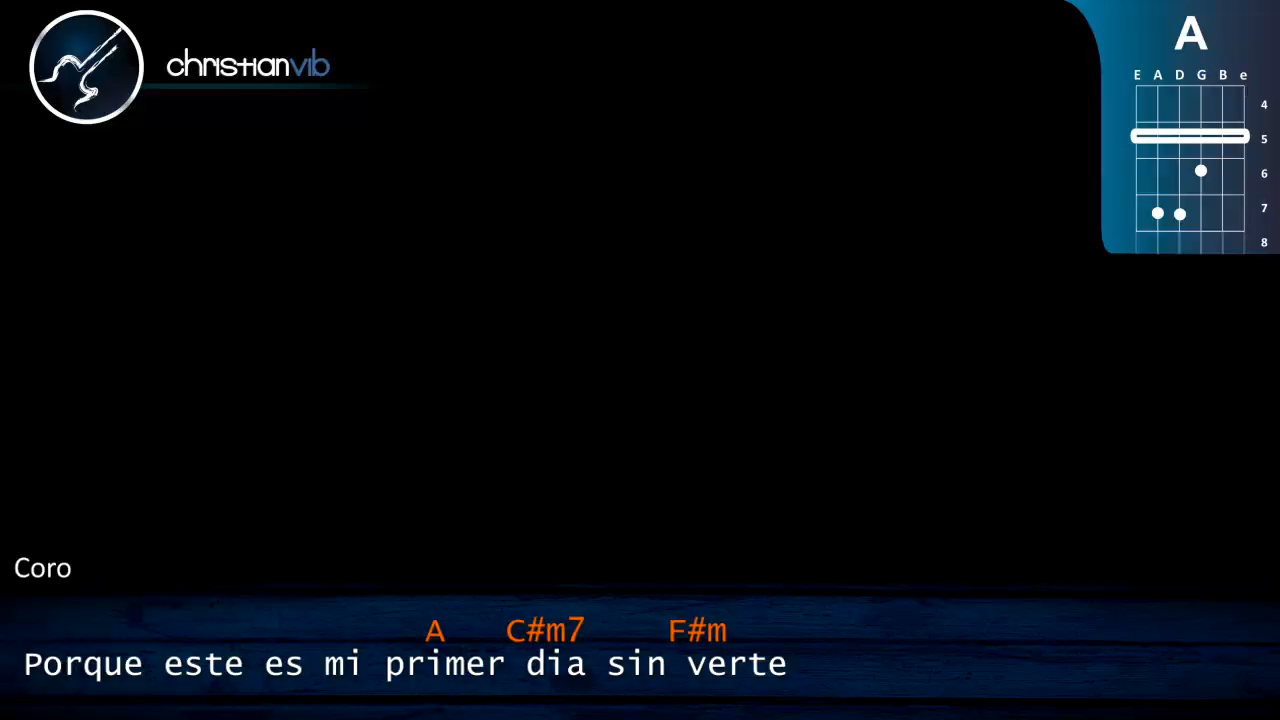 christianvib
A
E A D G B e
4
5
6
7
8
Coro
A C#m7 F#m
Porque este es mi primer dia sin verte